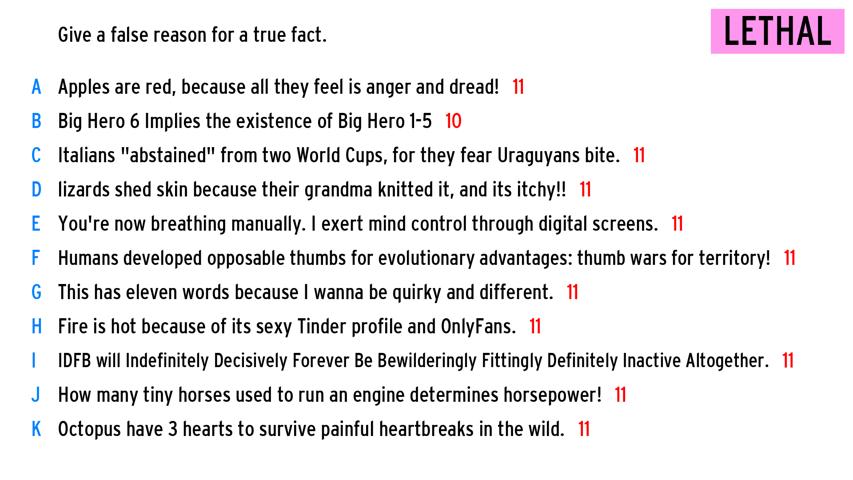 Give a false reason for a true fact.
LETHAL
A Apples are red, because all they feel is anger and dread! 11
B Big Hero 6 Implies the existence of Big Hero 1-5 10
C Italians "abstained" from two World Cups, for they fear Uraguyans bite. 11
D lizards shed skin because their grandma knitted it, and its itchy!! 11
E You're now breathing manually. I exert mind control through digital screens. 11
F Humans developed opposable thumbs for evolutionary advantages: thumb wars for territory! 11
G This has eleven words because I wanna be quirky and different. 11
H Fire is hot because of its sexy Tinder profile and OnlyFans. 11
I IDFB will Indefinitely Decisively Forever Be Bewilderingly Fittingly Definitely Inactive Altogether. 11
J How many tiny horses used to run an engine determines horsepower! 11
K Octopus have 3 hearts to survive painful heartbreaks in the wild. 11